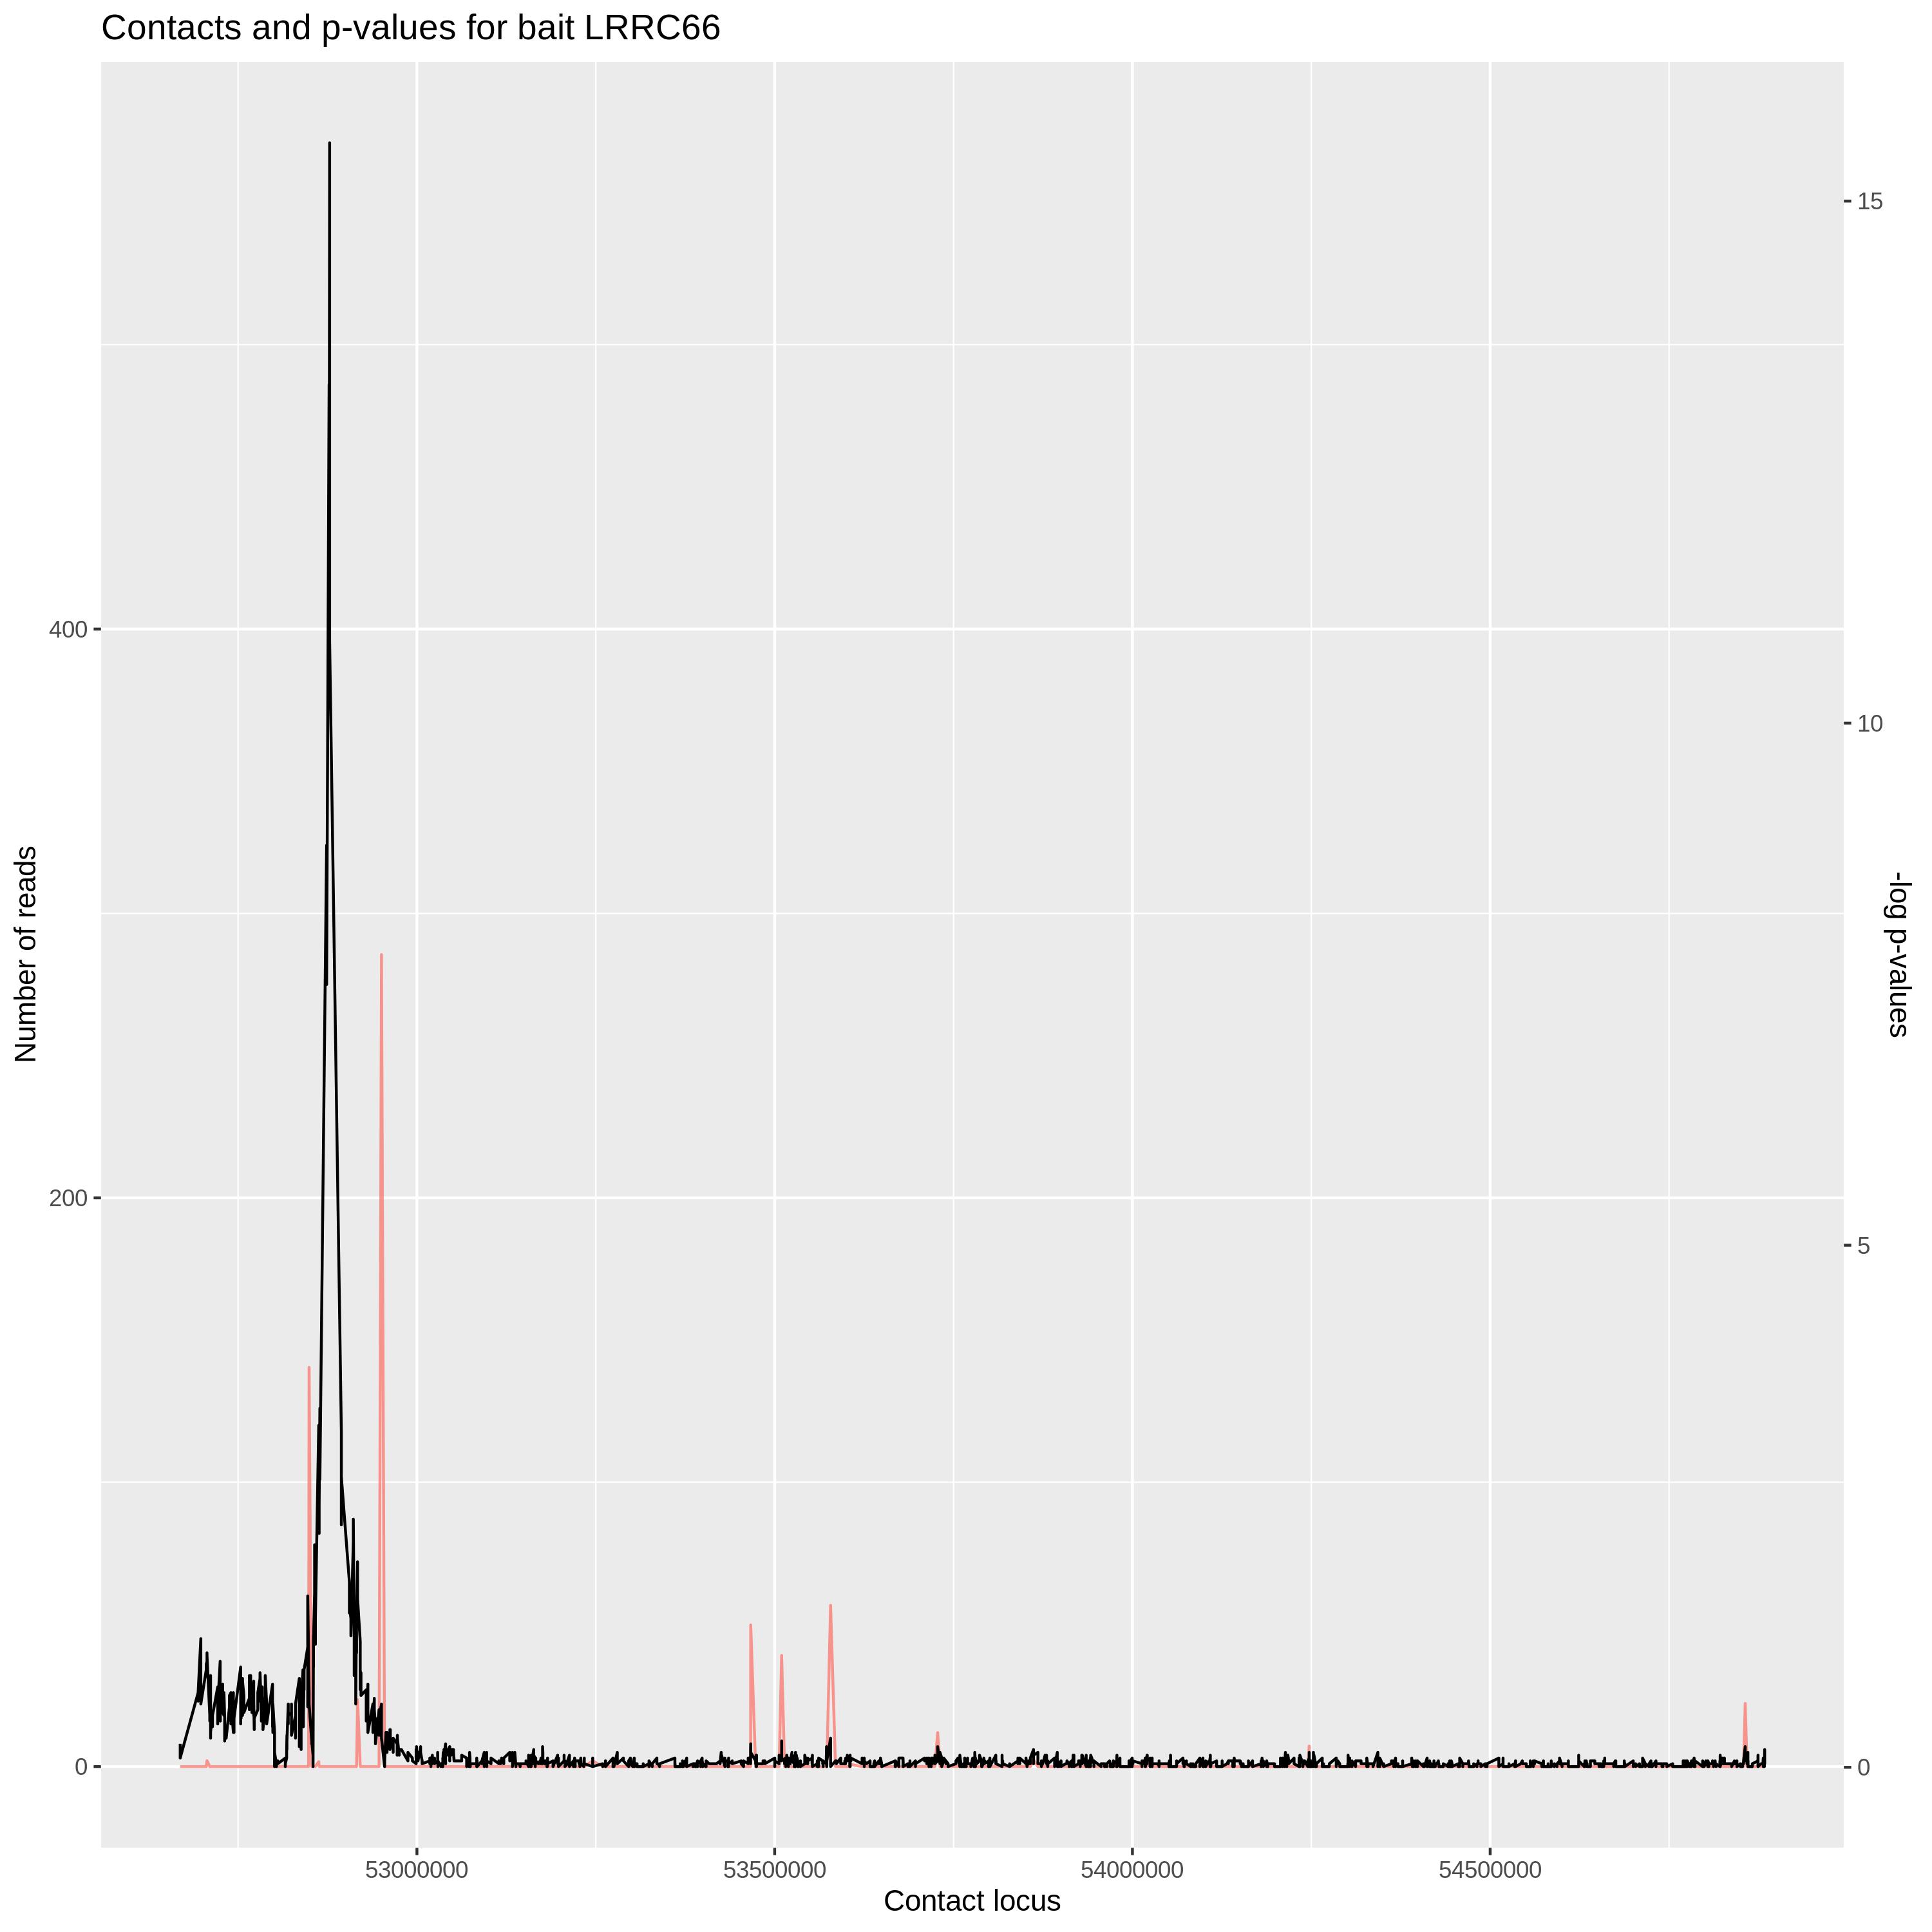 Contacts and p-values for bait LRRC66
15
400
10
Number of reads
-log p-values
200
5
0
0
53000000
53500000
54000000
54500000
Contact locus